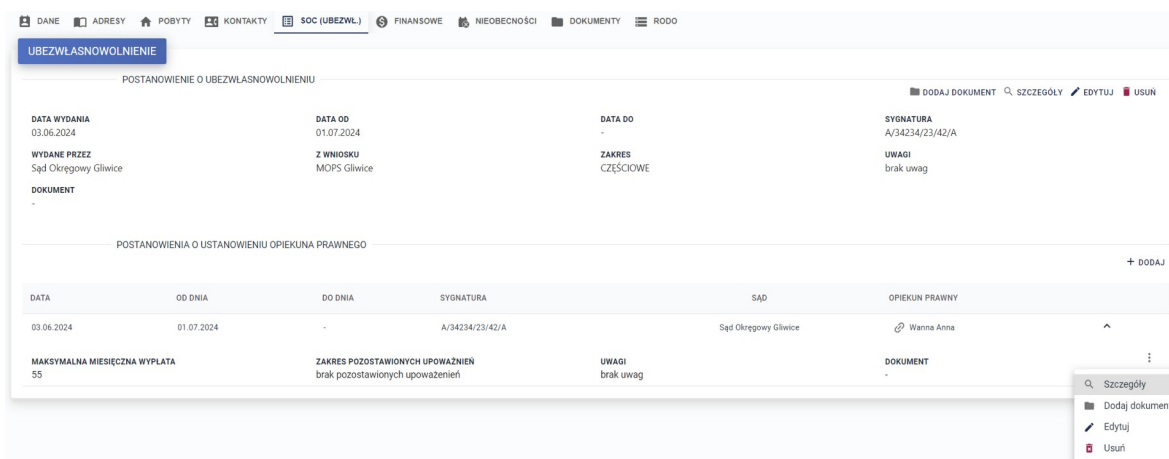 DANE ADRESY POBYTY KONTAKTY SOC (UBEZWŁ.) FINANSOWE NIEOBECNOŚCI DOKUMENTY RODO
UBEZWŁASNOWOLNIENIE
POSTANOWIENIE O UBEZWŁASNOWOLNIENIU
DODAJ DOKUMENT SZCZEGÓŁY EDYTUJ USUŃ
DATA WYDANIA DATA OD DATA DO SYGNATURA
03.06.2024 01.07.2024 - A/34234/23/42/A
WYDANE PRZEZ Z WNIOSKU ZAKRES UWAGI
Sąd Okręgowy Gliwice MOPS Gliwice CZĘŚCIOWE brak uwag
DOKUMENT
-
POSTANOWIENIA O USTANOWIENIU OPIEKUNA PRAWNEGO
+ DODAJ
DATA OD DNIA DO DNIA SYGNATURA SĄD OPIEKUN PRAWNY
03.06.2024 01.07.2024 - A/34234/23/42/A Sąd Okręgowy Gliwice Wanna Anna
MAKSYMALNA MIESIĘCZNA WYPŁATA ZAKRES POZOSTAWIONYCH UPOWAŻNIEŃ UWAGI DOKUMENT
55 brak pozostawionych upoważenień brak uwag -
Szczegóły
Dodaj dokumen
Edytuj
Usuń